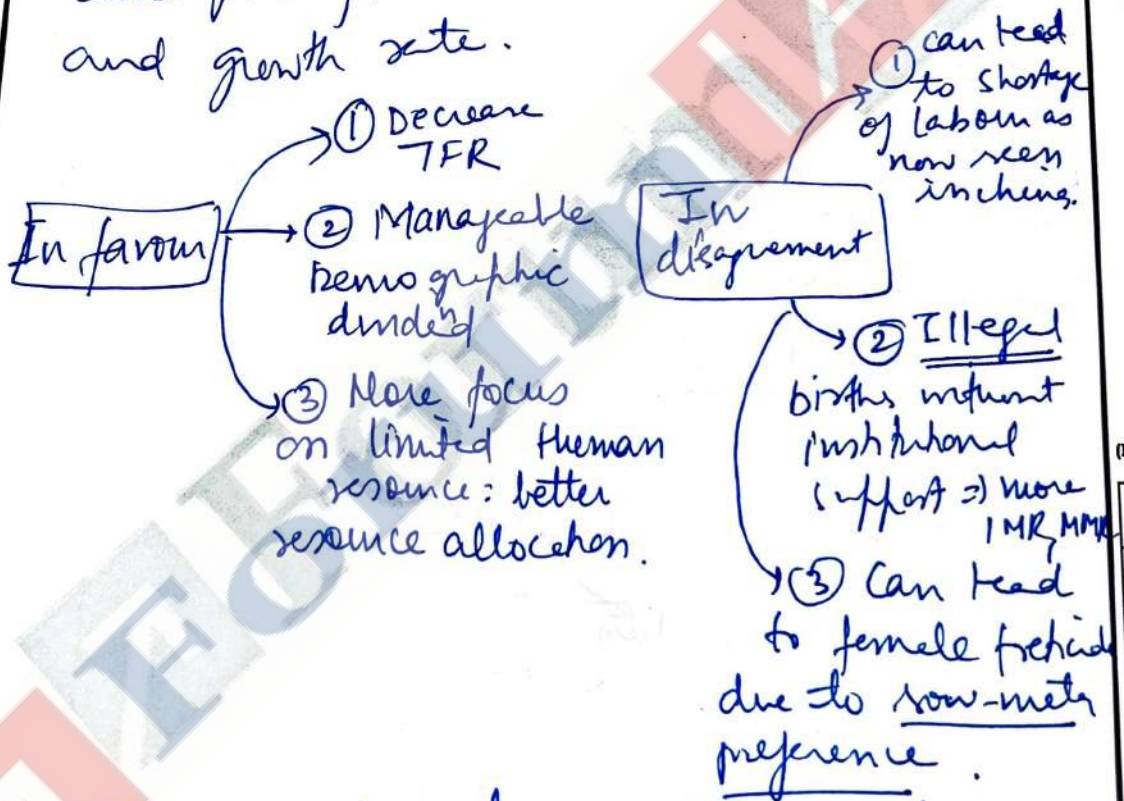 and growth rate.
In favour
① Decrease
TFR
② Manageable
Demographic
dividend
③ More focus
on limited Human
resource: better
resource allocation.
In
disagreement
① can lead
to shortage
of labour as
now seen
in china.
② Illegal
births without
institutional
support => more
IMR, MMR
③ Can lead
to female foeticide
due to son-meta
preference.
ForumIA